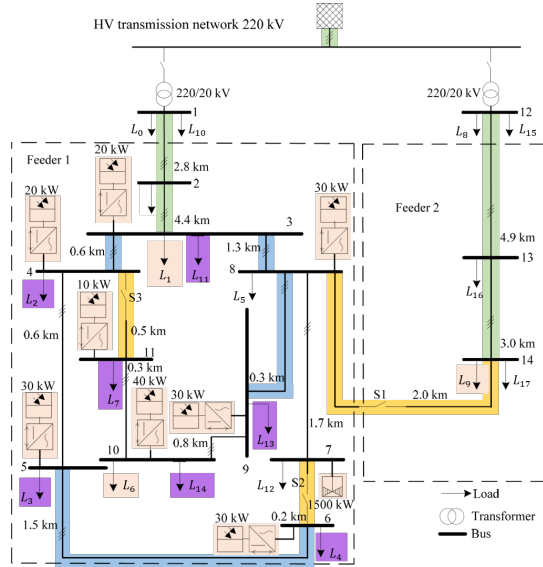 HV transmission network 220 kV
220/20 kV
220/20 kV
1
12
L0
L10
L8
L15
Feeder 1
20 kW
2.8 km
30 kW
20 kW
2
Feeder 2
4.4 km
3
4.9 km
0.6 km
1.3 km
13
4
L1
L11
8
L2
10 kW
S3
L5
L16
0.6 km
0.5 km
3.0 km
11
14
0.3 km
0.3 km
L9
L17
30 kW
L7
40 kW
30 kW
S1
2.0 km
0.8 km
L13
1.7 km
10
7
5
9
L3
L6
L14
L12
S2
1500 kW
Load
1.5 km
30 kW
0.2 km
6
Transformer
L4
Bus